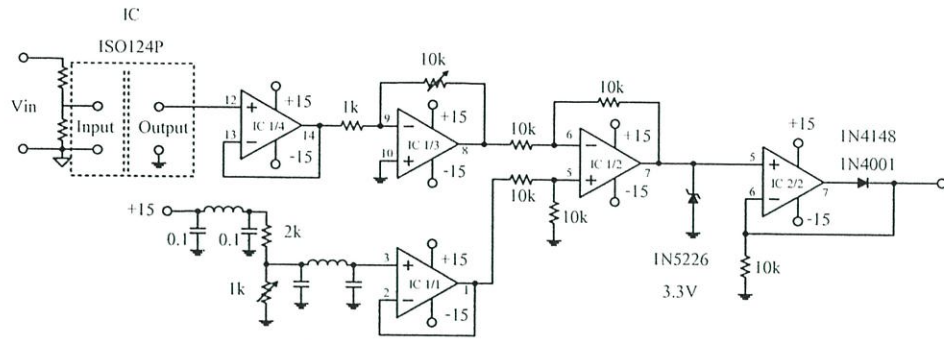 IC
ISO124P
Vin
Input
Output
12
13
+15
-15
IC 1/4
14
1k
10k
9
10
+15
-15
IC 1/3
8
10k
10k
10k
10k
6
5
+15
-15
IC 1/2
7
5
6
+15
-15
IC 2/2
7
1N4148
1N4001
10k
1N5226
3.3V
+15
0.1
0.1
2k
1k
3
2
+15
-15
IC 1/1
1